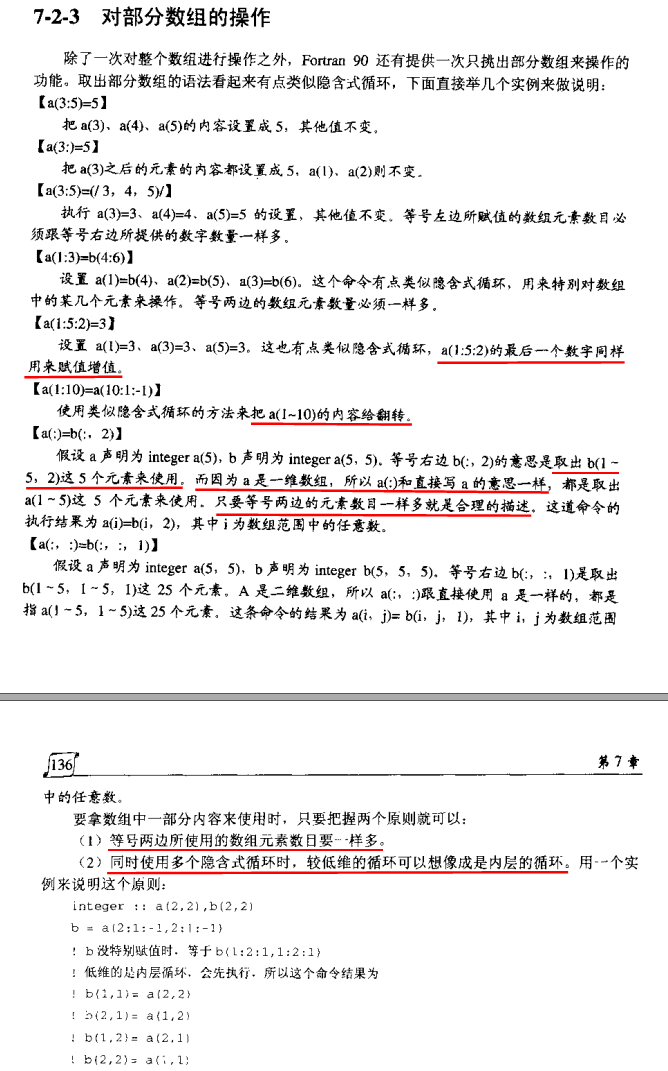 7-2-3 对部分数组的操作
除了一次对整个数组进行操作之外，Fortran 90 还有提供一次只挑出部分数组来操作的
功能。取出部分数组的语法看起来有点类似隐含式循环，下面直接举几个实例来做说明：
【a(3:5)=5】
把 a(3)、a(4)、a(5)的内容设置成 5，其他值不变。
【a(3:)=5】
把 a(3)之后的元素的内容都设置成 5，a(1)、a(2)则不变。
【a(3:5)=(/ 3，4，5)/】
执行 a(3)=3、a(4)=4、a(5)=5 的设置，其他值不变。等号左边所赋值的数组元素数目必
须跟等号右边所提供的数字数量一样多。
【a(1:3)=b(4:6)】
设置 a(1)=b(4)、a(2)=b(5)、a(3)=b(6)。这个命令有点类似隐含式循环，用来特别对数组
中的某几个元素来操作。等号两边的数组元素数量必须一样多。
【a(1:5:2)=3】
设置 a(1)=3、a(3)=3、a(5)=3。这也有点类似隐含式循环，a(1:5:2)的最后一个数字同样
用来赋值增值。
【a(1:10)=a(10:1:-1)】
使用类似隐含式循环的方法来把 a(1~10)的内容给翻转。
【a(:)=b(:，2)】
假设 a 声明为 integer a(5)，b 声明为 integer a(5，5)。等号右边 b(:，2)的意思是取出 b(1～
5，2)这 5 个元素来使用。而因为 a 是一维数组，所以 a(:)和直接写 a 的意思一样，都是取出
a(1～5)这 5 个元素来使用。只要等号两边的元素数目一样多就是合理的描述。这道命令的
执行结果为 a(i)=b(i，2)，其中 i 为数组范围中的任意数。
【a(:，:)=b(:，:，1)】
假设 a 声明为 integer a(5，5)，b 声明为 integer b(5，5，5)。等号右边 b(:，:，1)是取出
b(1～5，1～5，1)这 25 个元素。A 是二维数组，所以 a(:，:)跟直接使用 a 是一样的，都是
指 a(1～5，1～5)这 25 个元素。这条命令的结果为 a(i，j)= b(i，j，1)，其中 i，j 为数组范围
136 第 7 章
中的任意数。
要拿数组中一部分内容来使用时，只要把握两个原则就可以：
（1）等号两边所使用的数组元素数目要一样多。
（2）同时使用多个隐含式循环时，较低维的循环可以想像成是内层的循环。用一个实
例来说明这个原则：
integer :: a(2,2),b(2,2)
b = a(2:1:-1,2:1:-1)
! b 没特别赋值时，等于 b(1:2:1,1:2:1)
! 低维的是内层循环，会先执行，所以这个命令结果为
! b(1,1)= a(2,2)
! b(2,1)= a(1,2)
! b(1,2)= a(2,1)
! b(2,2)= a(1,1)